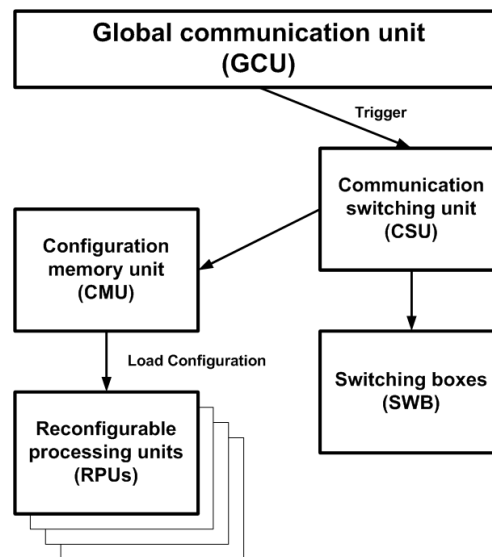 Global communication unit
(GCU)
Trigger
Communication
switching unit
(CSU)
Configuration
memory unit
(CMU)
Load Configuration
Switching boxes
(SWB)
Reconfigurable
processing units
(RPUs)